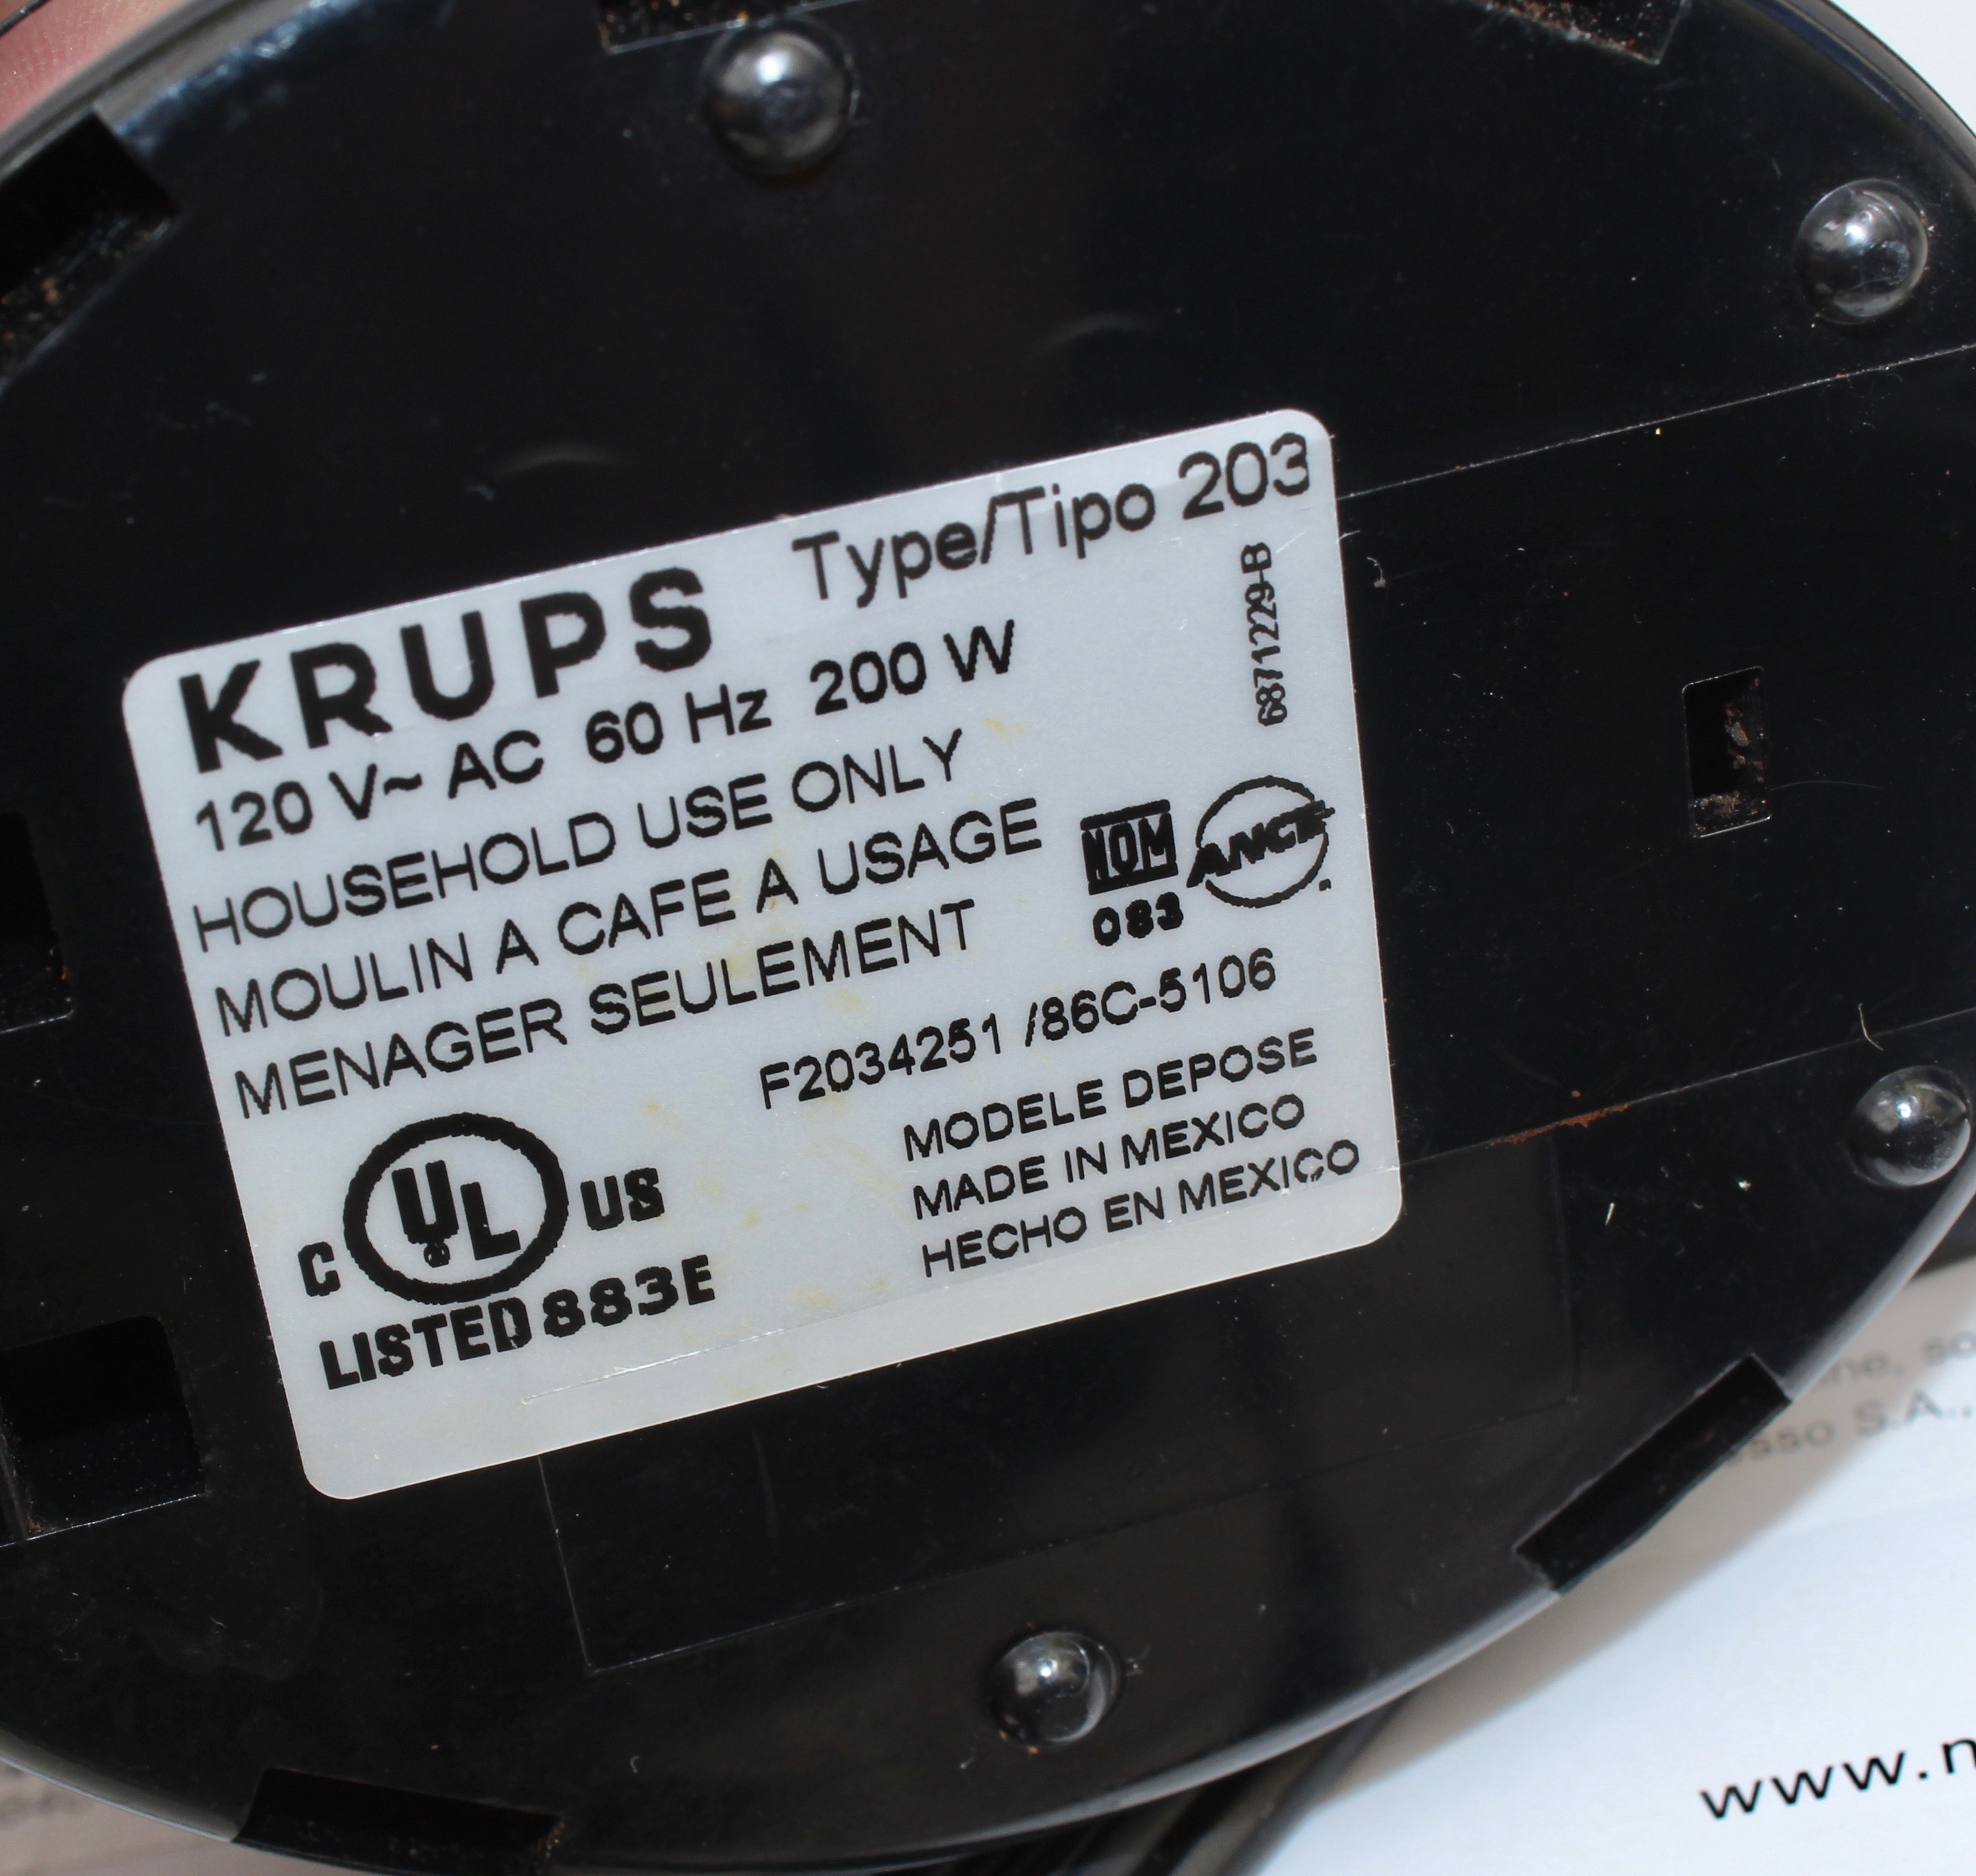 KRUPS Type/Tipo 203
120 V~ AC 60 Hz 200 W
6871229-B
HOUSEHOLD USE ONLY
MOULIN A CAFE A USAGE
MENAGER SEULEMENT
NOM ANCE
083
F2034251 /86C-5106
MODELE DEPOSE
MADE IN MEXICO
HECHO EN MEXICO
C UL ® US
LISTED 883E
S.A.,
www.